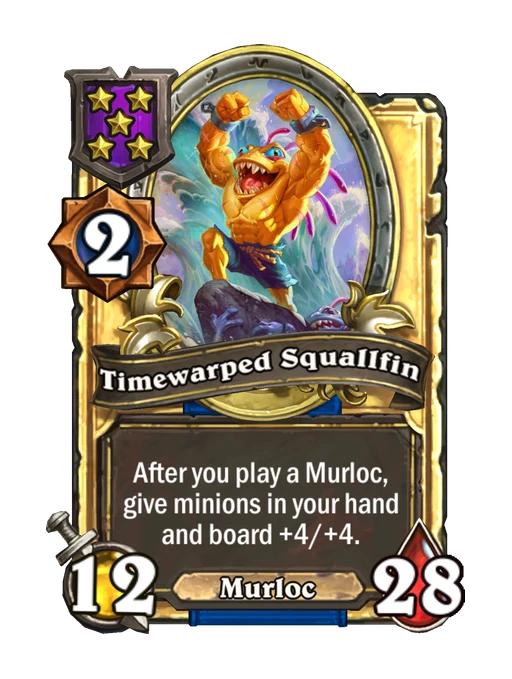 2
Timewarped Squallfin
After you play a Murloc,
give minions in your hand
and board +4/+4.
12
Murloc
28